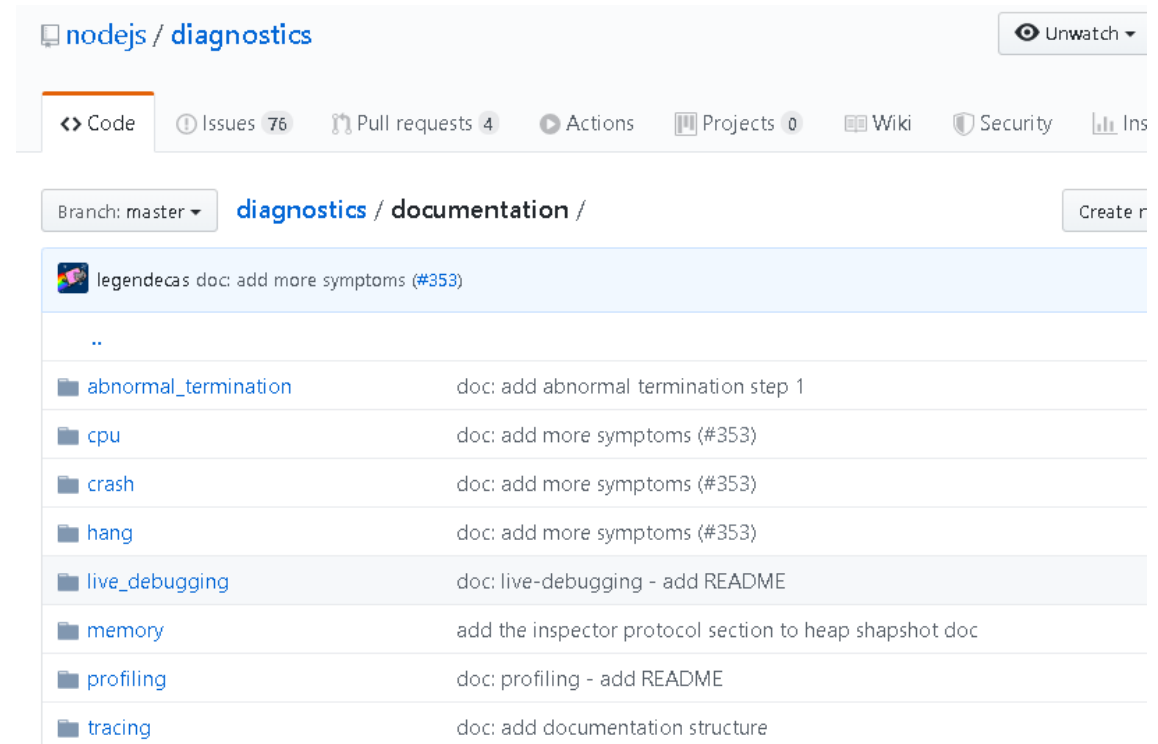 nodejs / diagnostics
Unwatch
Code Issues 76 Pull requests 4 Actions Projects 0 Wiki Security Ins
Branch: master diagnostics / documentation / Create
legendecas doc: add more symptoms (#353)
..
abnormal_termination doc: add abnormal termination step 1
cpu doc: add more symptoms (#353)
crash doc: add more symptoms (#353)
hang doc: add more symptoms (#353)
live_debugging doc: live-debugging - add README
memory add the inspector protocol section to heap shapshot doc
profiling doc: profiling - add README
tracing doc: add documentation structure